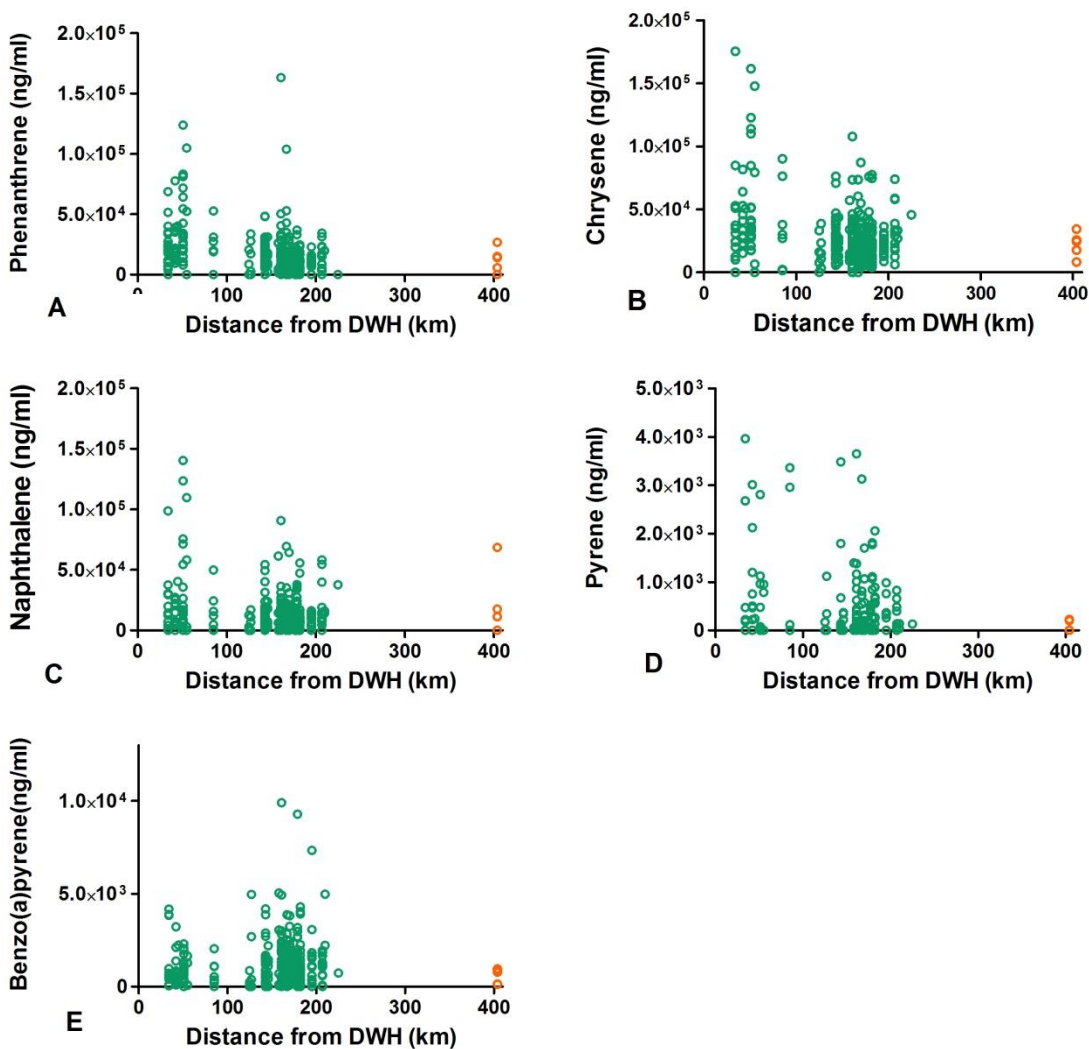 Phenanthrene (ng/ml)
2.0×10⁵
1.5×10⁵
1.0×10⁵
5.0×10⁴
0
0 100 200 300 400
Distance from DWH (km)
A
Chrysene (ng/ml)
2.0×10⁵
1.5×10⁵
1.0×10⁵
5.0×10⁴
0
0 100 200 300 400
Distance from DWH (km)
B
Naphthalene (ng/ml)
2.0×10⁵
1.5×10⁵
1.0×10⁵
5.0×10⁴
0
0 100 200 300 400
Distance from DWH (km)
C
Pyrene (ng/ml)
5.0×10³
4.0×10³
3.0×10³
2.0×10³
1.0×10³
0
0 100 200 300 400
Distance from DWH (km)
D
Benzo(a)pyrene(ng/ml)
1.0×10⁴
5.0×10³
0
0 100 200 300 400
Distance from DWH (km)
E